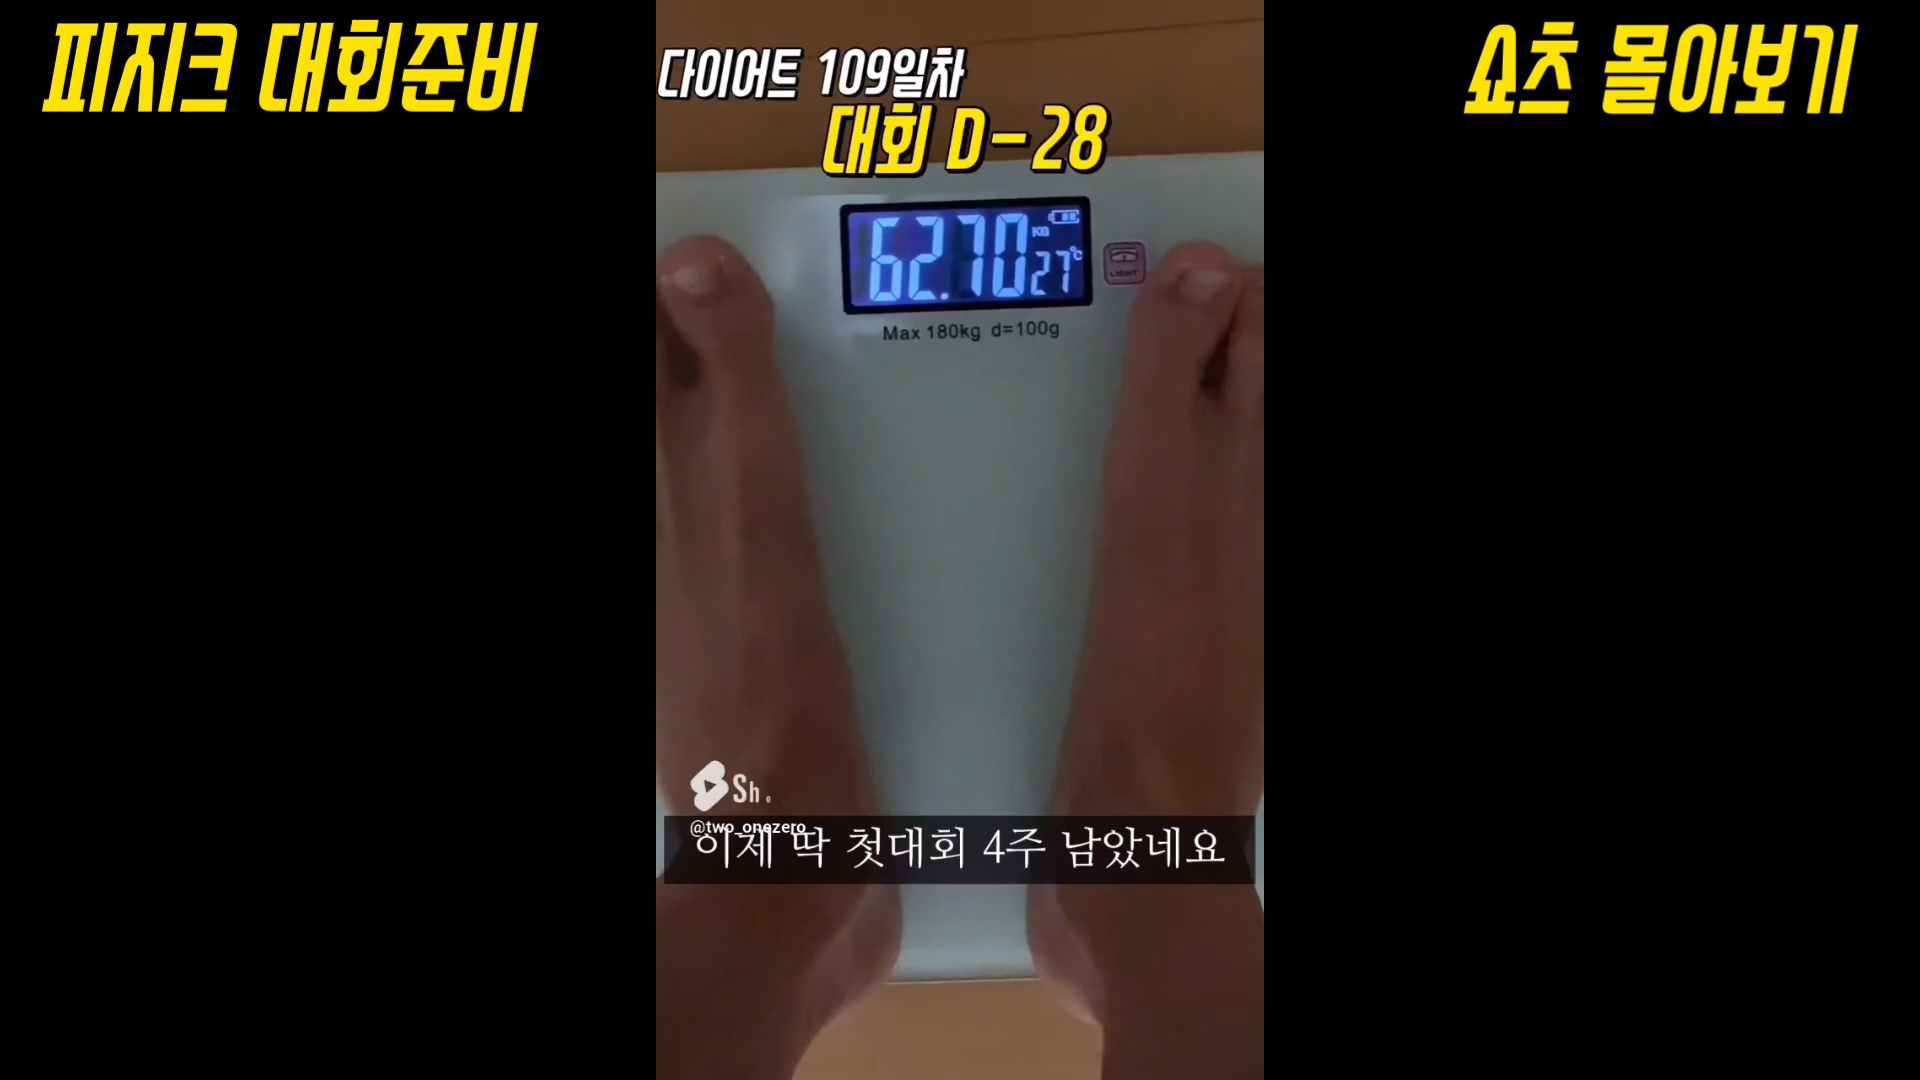 피지크 대회준비
쇼츠 몰아보기
다이어트 109일차
대회 D-28
62.70 KG
27℃
LIGHT
Max 180kg d=100g
Sh
@two_onezero
이제 딱 첫대회 4주 남았네요